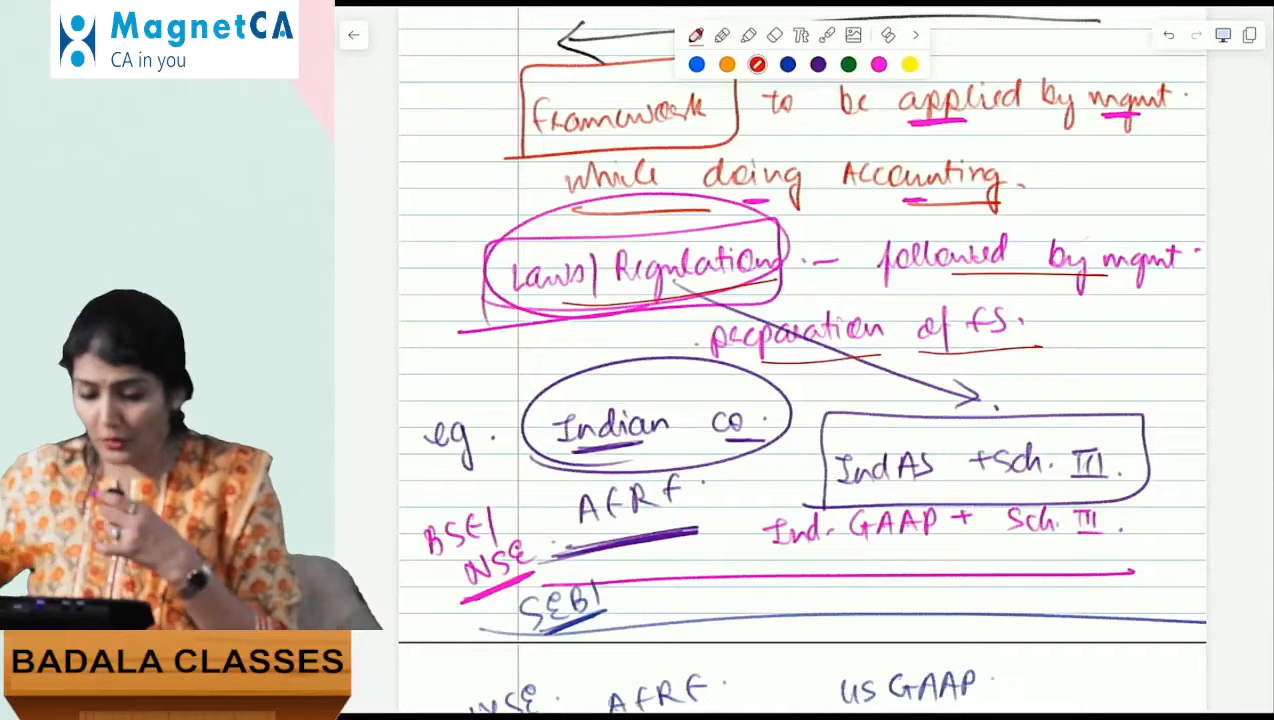 MagnetCA
CA in you
Framework to be applied by mgmt.
while doing Accounting.
Laws/Regulations. - followed by mgmt.
preparation of FS.
eg. Indian co.
IndAS + Sch. III.
AFRF.
BSE/
NSE
Ind. GAAP + Sch. III.
SEBI
BADALA CLASSES
NSE. AFRF. US GAAP.